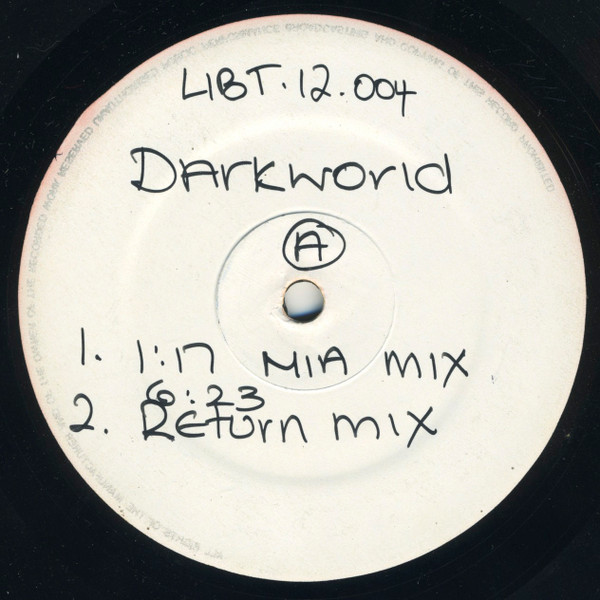 LIBT.12.004
Darkworld
A
1. 1:17 MIA mix
6:23
2. Return mix